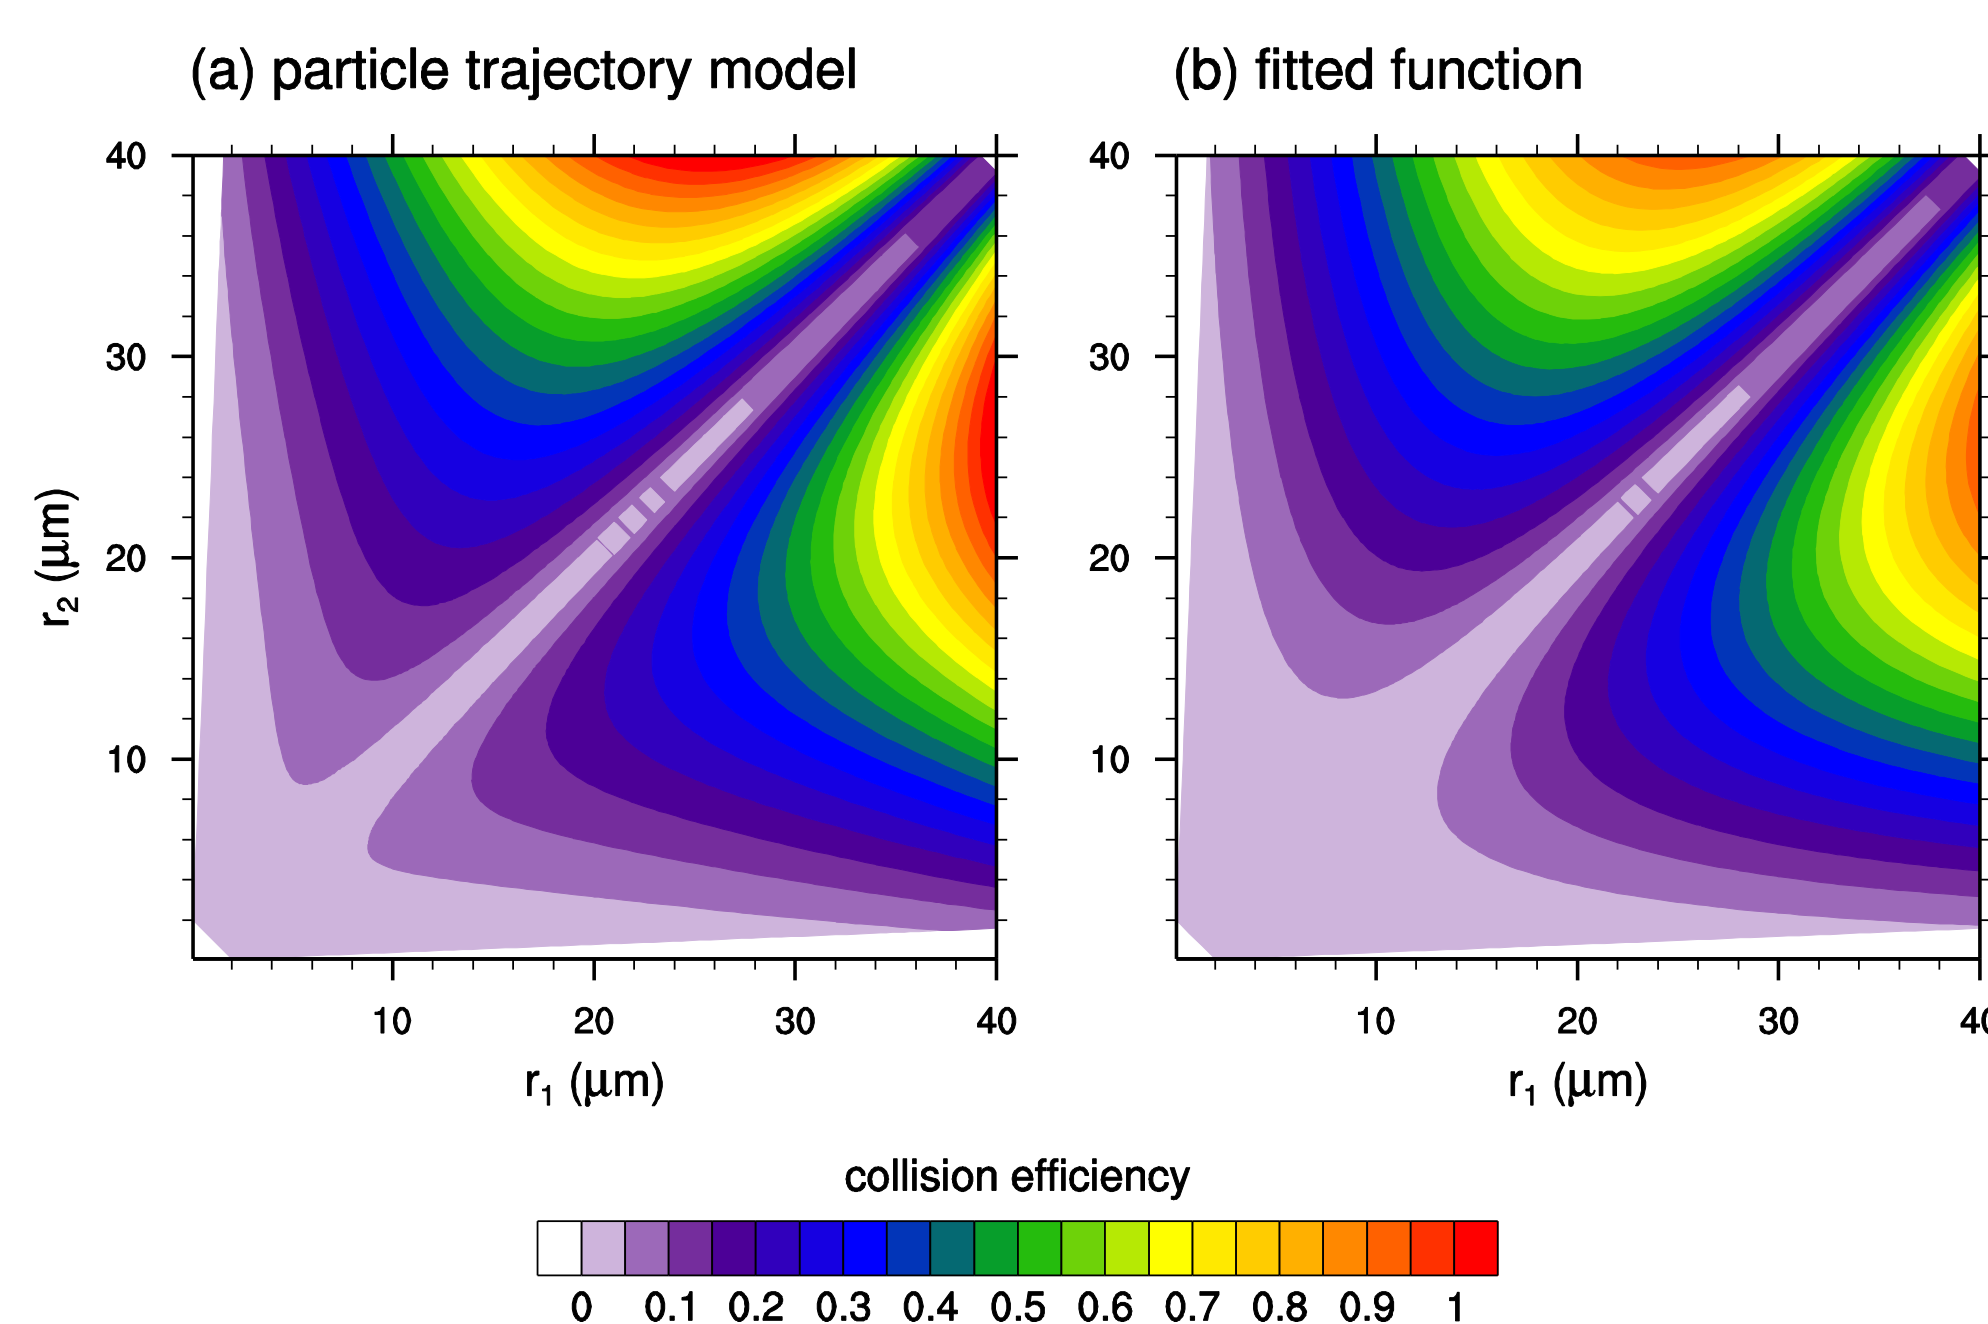 (a) particle trajectory model
(b) fitted function
40
30
20
10
r2 (μm)
10 20 30 40
r1 (μm)
40
30
20
10
10 20 30 40
r1 (μm)
collision efficiency
0 0.1 0.2 0.3 0.4 0.5 0.6 0.7 0.8 0.9 1